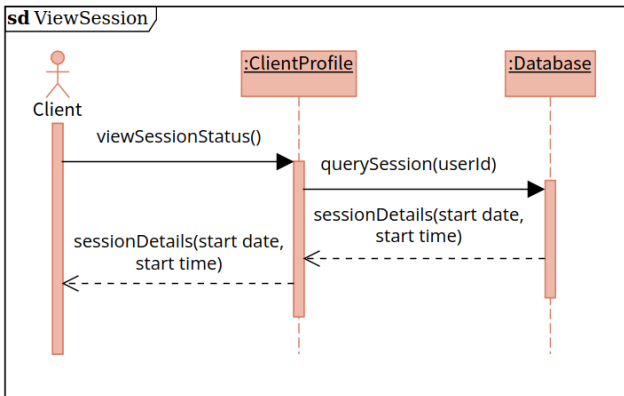 sd ViewSession
:ClientProfile
:Database
Client
viewSessionStatus()
querySession(userId)
sessionDetails(start date,
start time)
sessionDetails(start date,
start time)